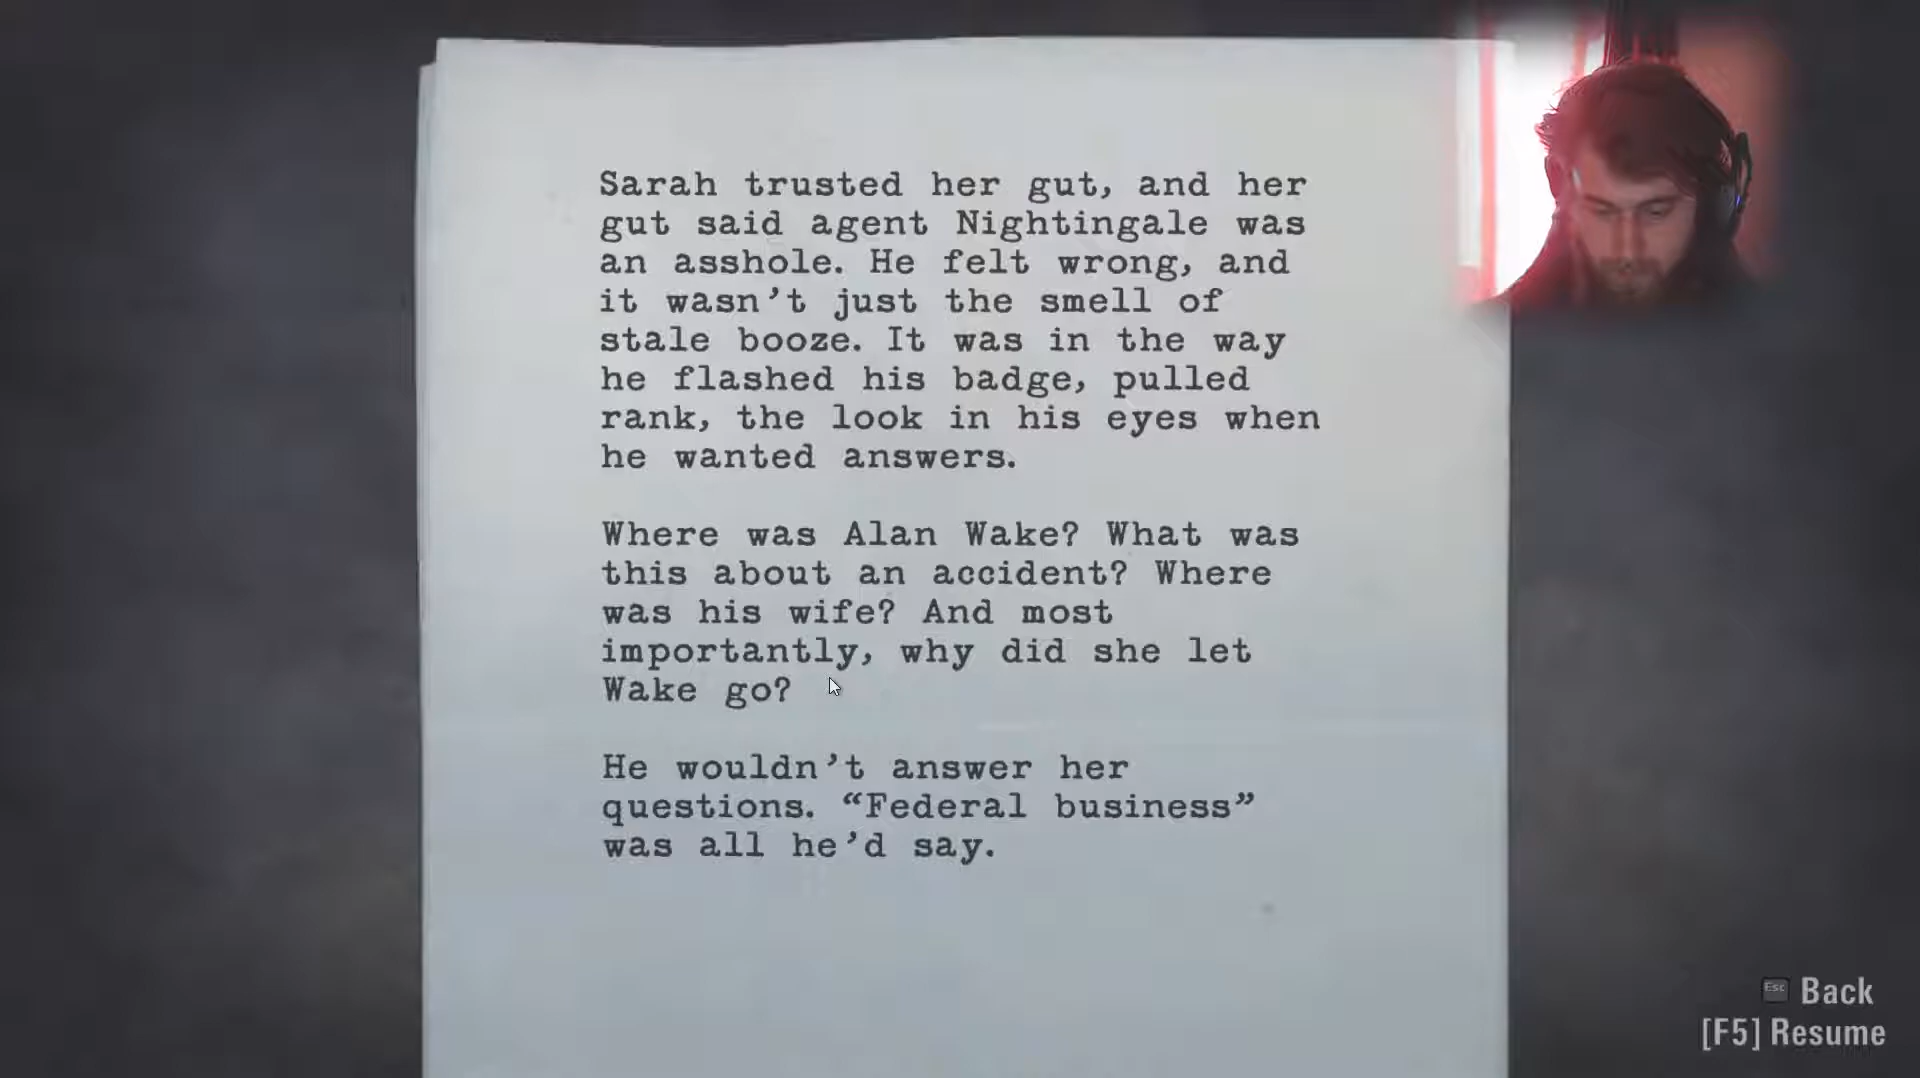 Sarah trusted her gut, and her
gut said agent Nightingale was
an asshole. He felt wrong, and
it wasn’t just the smell of
stale booze. It was in the way
he flashed his badge, pulled
rank, the look in his eyes when
he wanted answers.
Where was Alan Wake? What was
this about an accident? Where
was his wife? And most
importantly, why did she let
Wake go?
He wouldn’t answer her
questions. “Federal business”
was all he’d say.
Esc Back
[F5] Resume